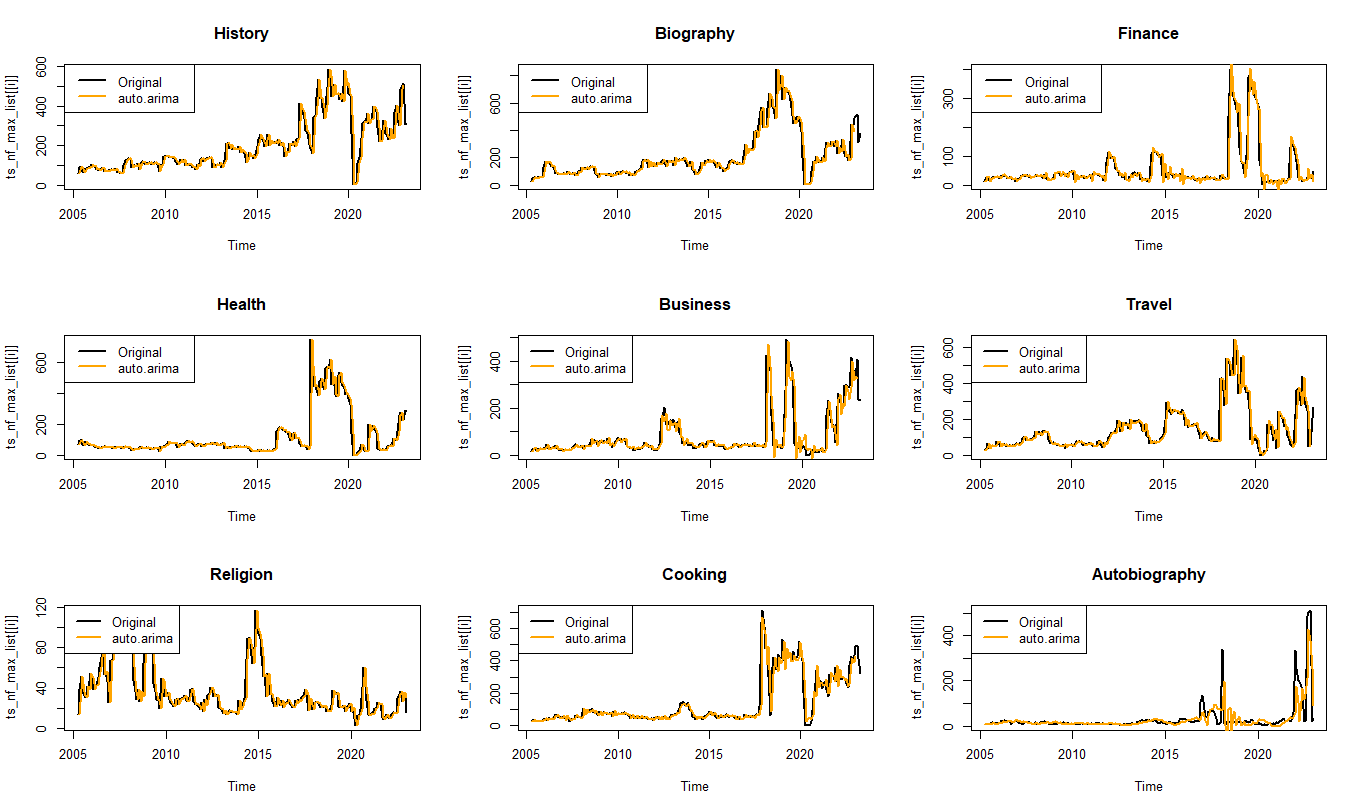 History
ts_nf_max_list[[i]]
600
400
200
0
Original
auto.arima
2005 2010 2015 2020
Time
Biography
ts_nf_max_list[[i]]
600
200
0
Original
auto.arima
2005 2010 2015 2020
Time
Finance
ts_nf_max_list[[i]]
300
100
0
Original
auto.arima
2005 2010 2015 2020
Time
Health
ts_nf_max_list[[i]]
600
200
0
Original
auto.arima
2005 2010 2015 2020
Time
Business
ts_nf_max_list[[i]]
400
200
0
Original
auto.arima
2005 2010 2015 2020
Time
Travel
ts_nf_max_list[[i]]
600
400
200
0
Original
auto.arima
2005 2010 2015 2020
Time
Religion
ts_nf_max_list[[i]]
120
80
40
0
Original
auto.arima
2005 2010 2015 2020
Time
Cooking
ts_nf_max_list[[i]]
600
400
200
0
Original
auto.arima
2005 2010 2015 2020
Time
Autobiography
ts_nf_max_list[[i]]
400
200
0
Original
auto.arima
2005 2010 2015 2020
Time